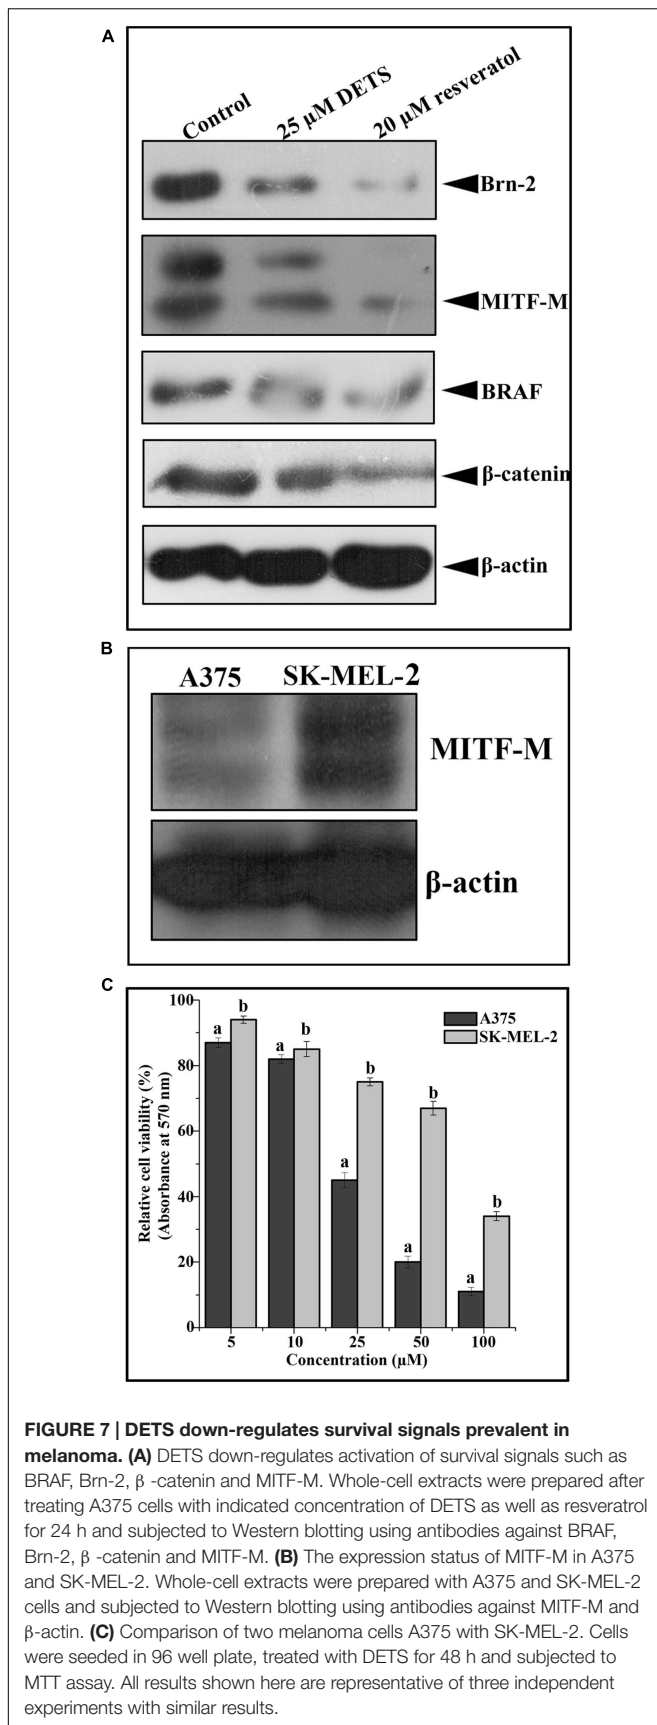 A
Control
25 µM DETS
20 µM resveratol
Brn-2
MITF-M
BRAF
β-catenin
β-actin
B
A375 SK-MEL-2
MITF-M
β-actin
C
Relative cell viability (%)
(Absorbance at 570 nm)
100
80
60
40
20
0
a b a b a b a b a b
A375
SK-MEL-2
5 10 25 50 100
Concentration (µM)
FIGURE 7 | DETS down-regulates survival signals prevalent in
melanoma. (A) DETS down-regulates activation of survival signals such as
BRAF, Brn-2, β -catenin and MITF-M. Whole-cell extracts were prepared after
treating A375 cells with indicated concentration of DETS as well as resveratrol
for 24 h and subjected to Western blotting using antibodies against BRAF,
Brn-2, β -catenin and MITF-M. (B) The expression status of MITF-M in A375
and SK-MEL-2. Whole-cell extracts were prepared with A375 and SK-MEL-2
cells and subjected to Western blotting using antibodies against MITF-M and
β-actin. (C) Comparison of two melanoma cells A375 with SK-MEL-2. Cells
were seeded in 96 well plate, treated with DETS for 48 h and subjected to
MTT assay. All results shown here are representative of three independent
experiments with similar results.